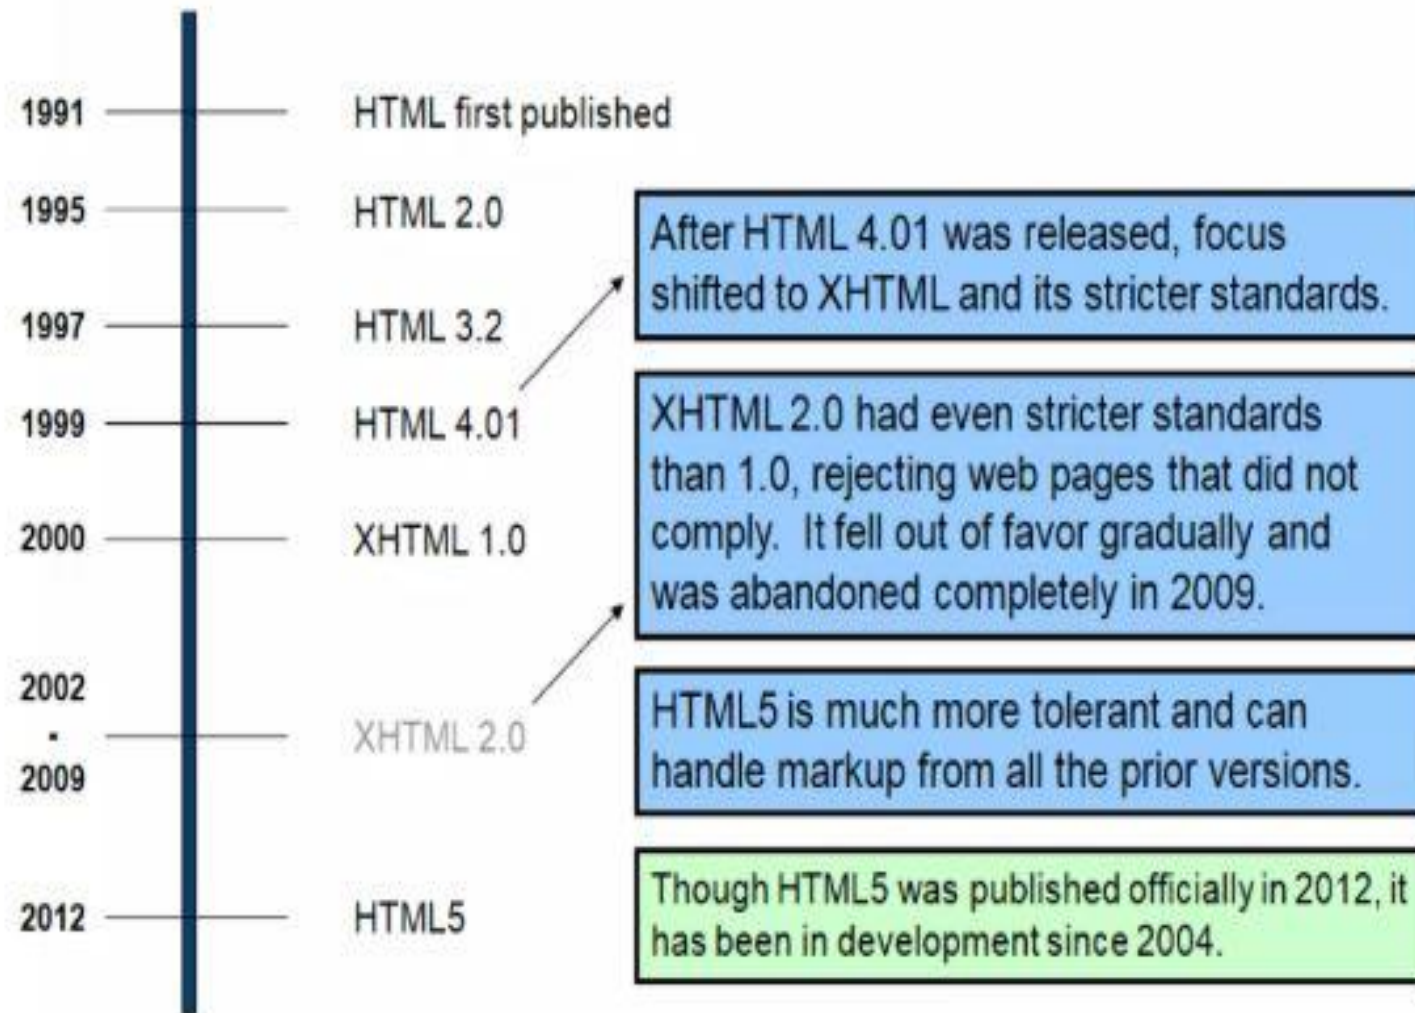 1991 HTML first published
1995 HTML 2.0
After HTML 4.01 was released, focus
shifted to XHTML and its stricter standards.
1997 HTML 3.2
1999 HTML 4.01
XHTML 2.0 had even stricter standards
than 1.0, rejecting web pages that did not
comply. It fell out of favor gradually and
was abandoned completely in 2009.
2000 XHTML 1.0
2002
-
2009
XHTML 2.0
HTML5 is much more tolerant and can
handle markup from all the prior versions.
2012 HTML5
Though HTML5 was published officially in 2012, it
has been in development since 2004.